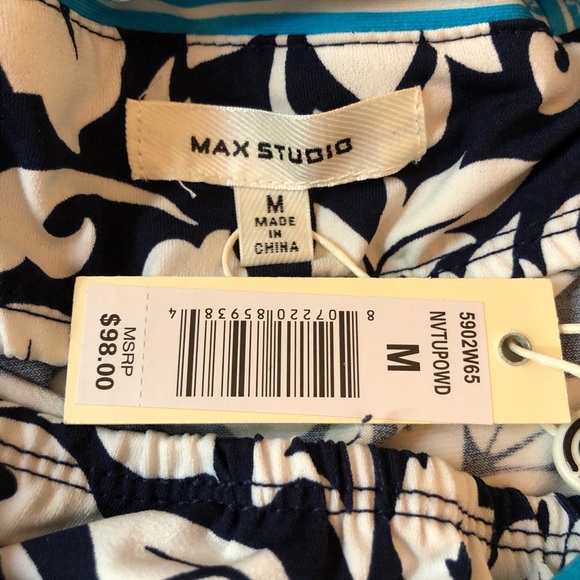 MAX STUDIO
M
MADE
IN
CHINA
5902W65
NVTUPOWD
M
8 07220 85938 4
MSRP
$98.00